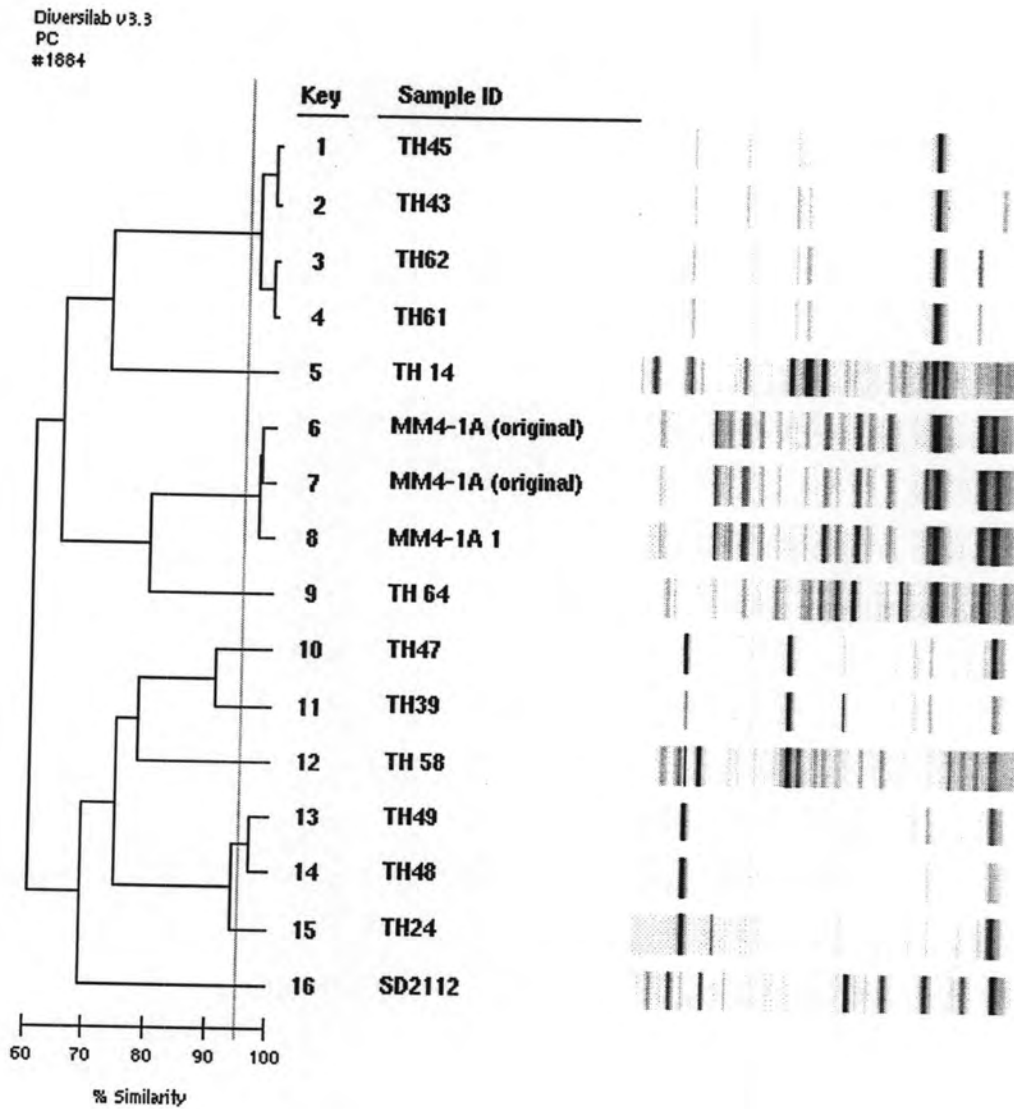 Diversilab v3.3
PC
#1884
Key Sample ID
1 TH45
2 TH43
3 TH62
4 TH61
5 TH 14
6 MM4-1A (original)
7 MM4-1A (original)
8 MM4-1A 1
9 TH 64
10 TH47
11 TH39
12 TH 58
13 TH49
14 TH48
15 TH24
16 SD2112
60 70 80 90 100
% Similarity